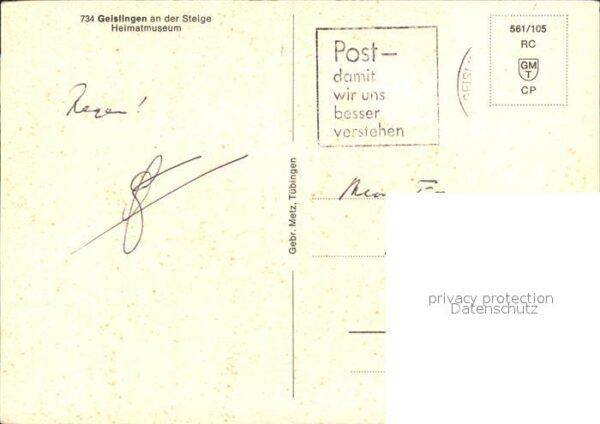 734 Geislingen an der Steige
Heimatmuseum
Regen!
Gebr. Metz, Tübingen
Post—
damit
wir uns
besser
verstehen
561/105
RC
GMT
CP
privacy protection
Datenschutz